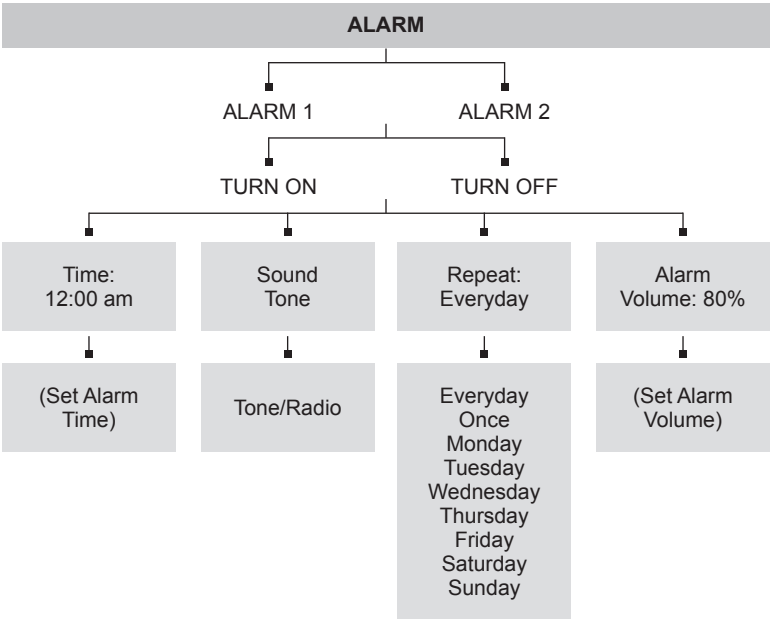 ALARM
ALARM 1
ALARM 2
TURN ON
TURN OFF
Time:
12:00 am
Sound
Tone
Repeat:
Everyday
Alarm
Volume: 80%
(Set Alarm
Time)
Tone/Radio
Everyday
Once
Monday
Tuesday
Wednesday
Thursday
Friday
Saturday
Sunday
(Set Alarm
Volume)